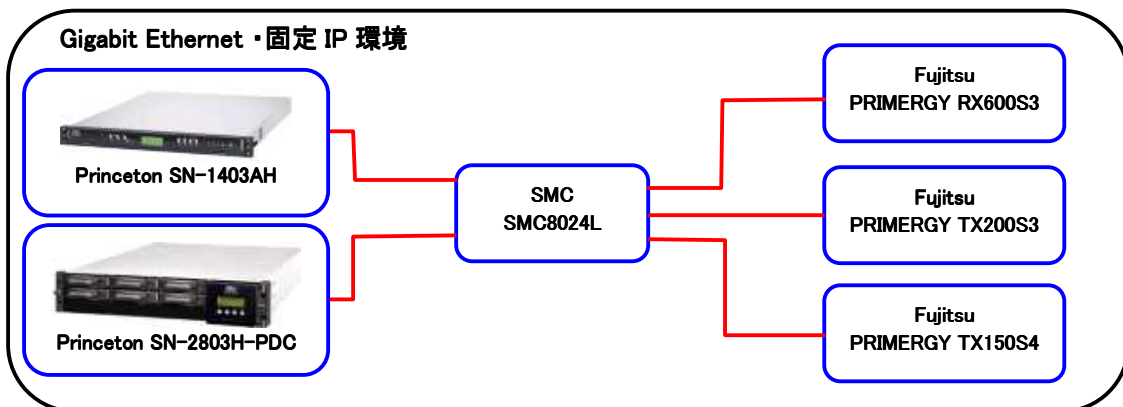 Gigabit Ethernet ・固定 IP 環境
Princeton SN-1403AH
Princeton SN-2803H-PDC
SMC
SMC8024L
Fujitsu
PRIMERGY RX600S3
Fujitsu
PRIMERGY TX200S3
Fujitsu
PRIMERGY TX150S4